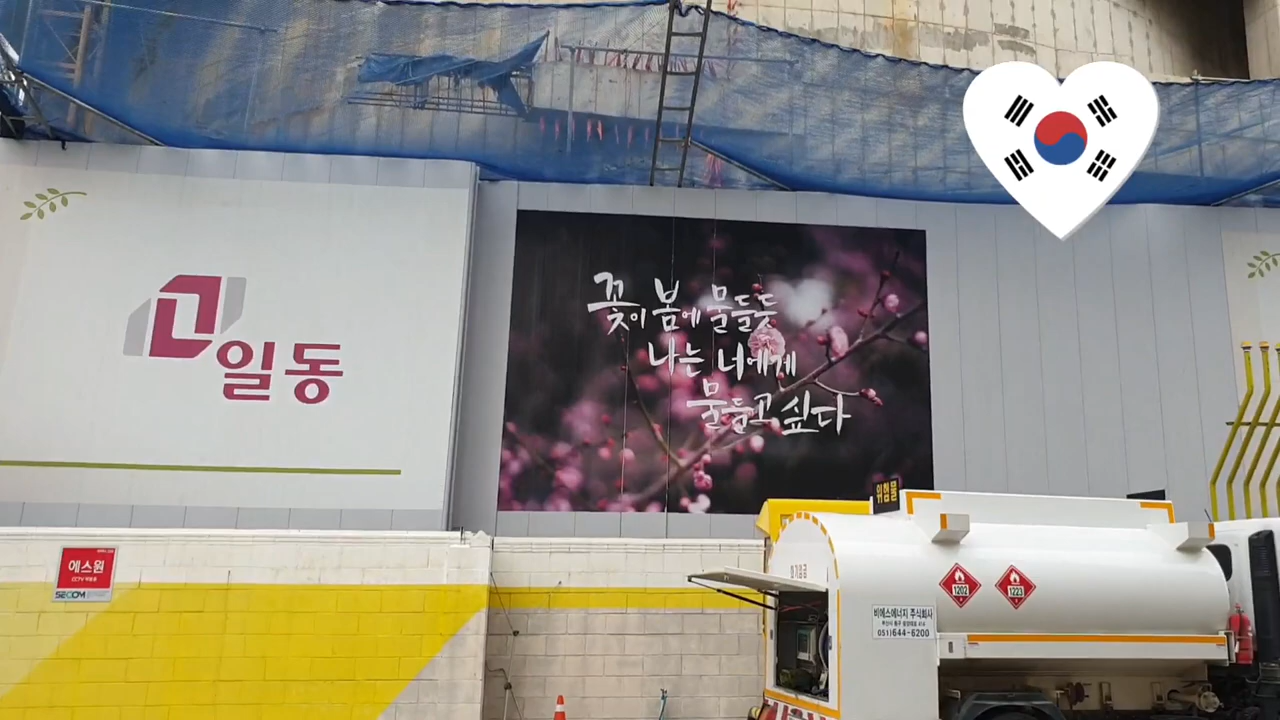 일동
꽃이 봄에 물들듯
나는 너에게
물들고 싶다
에스원
SECOM
위험물
1202
1223
비에스에너지 주식회사
051)644-6200